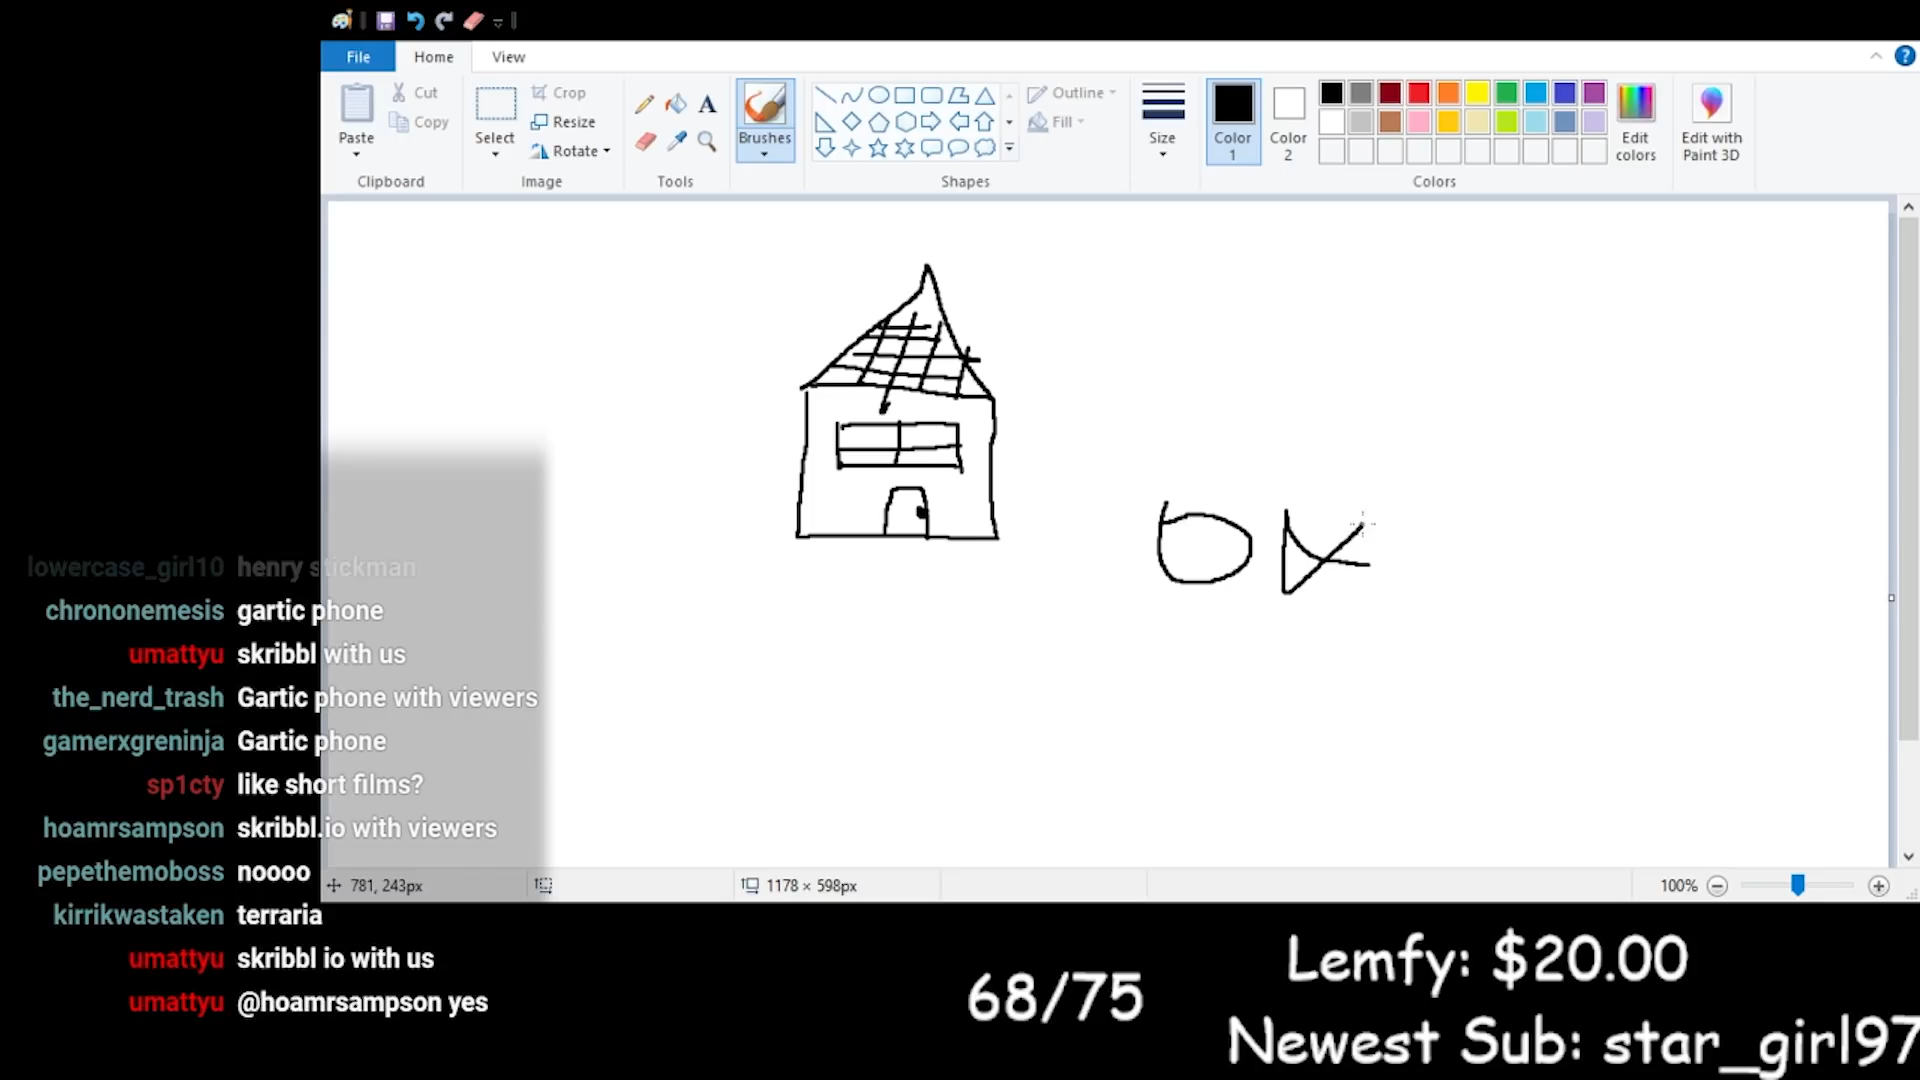 File Home View
Cut
Copy
Paste
Clipboard
Select
Crop
Resize
Rotate
Image
A
Tools
Brushes
Shapes
Outline
Fill
Size
Color 1
Color 2
Edit colors
Colors
Edit with Paint 3D
OK
lowercase_girl10 henry stickman
chrononemesis gartic phone
umattyu skribbl with us
the_nerd_trash Gartic phone with viewers
gamerxgreninja Gartic phone
sp1cty like short films?
hoamrsampson skribbl.io with viewers
pepethemoboss noooo
kirrikwastaken terraria
umattyu skribbl io with us
umattyu @hoamrsampson yes
781, 243px
1178 × 598px
100%
68/75
Lemfy: $20.00
Newest Sub: star_girl97